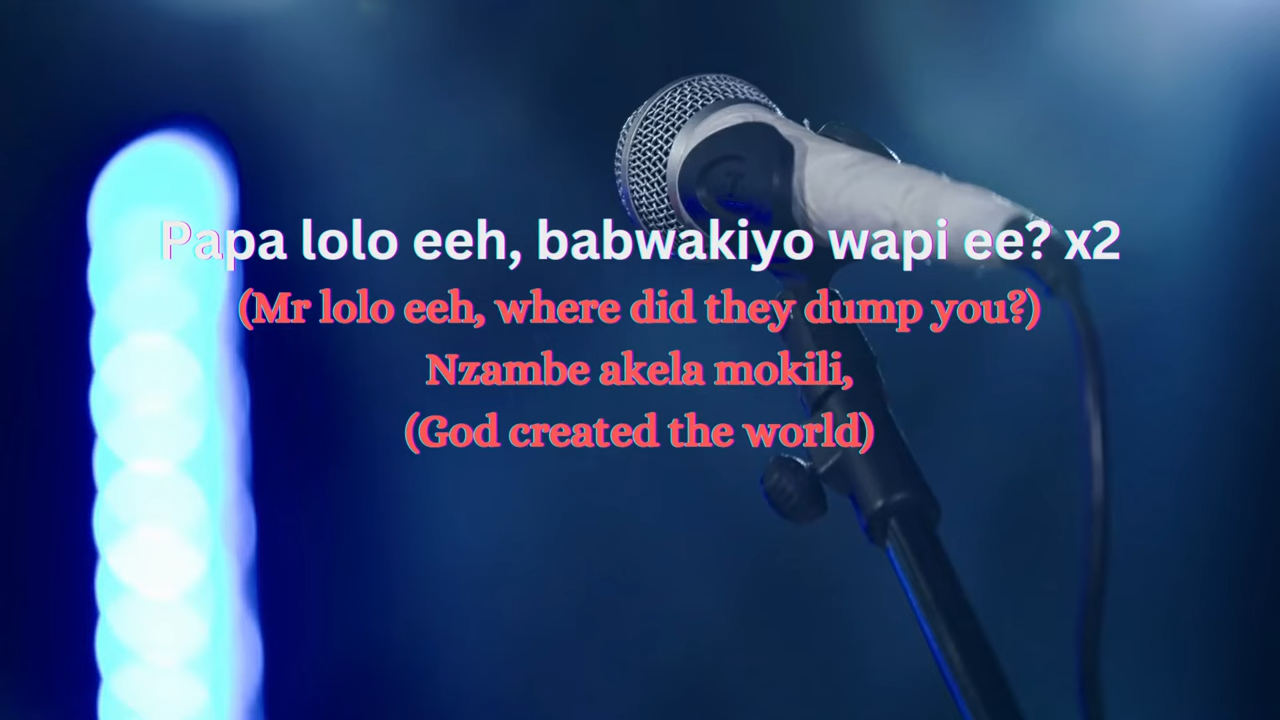 Papa lolo eeh, babwakiyo wapi ee? x2
(Mr lolo eeh, where did they dump you?)
Nzambe akela mokili,
(God created the world)